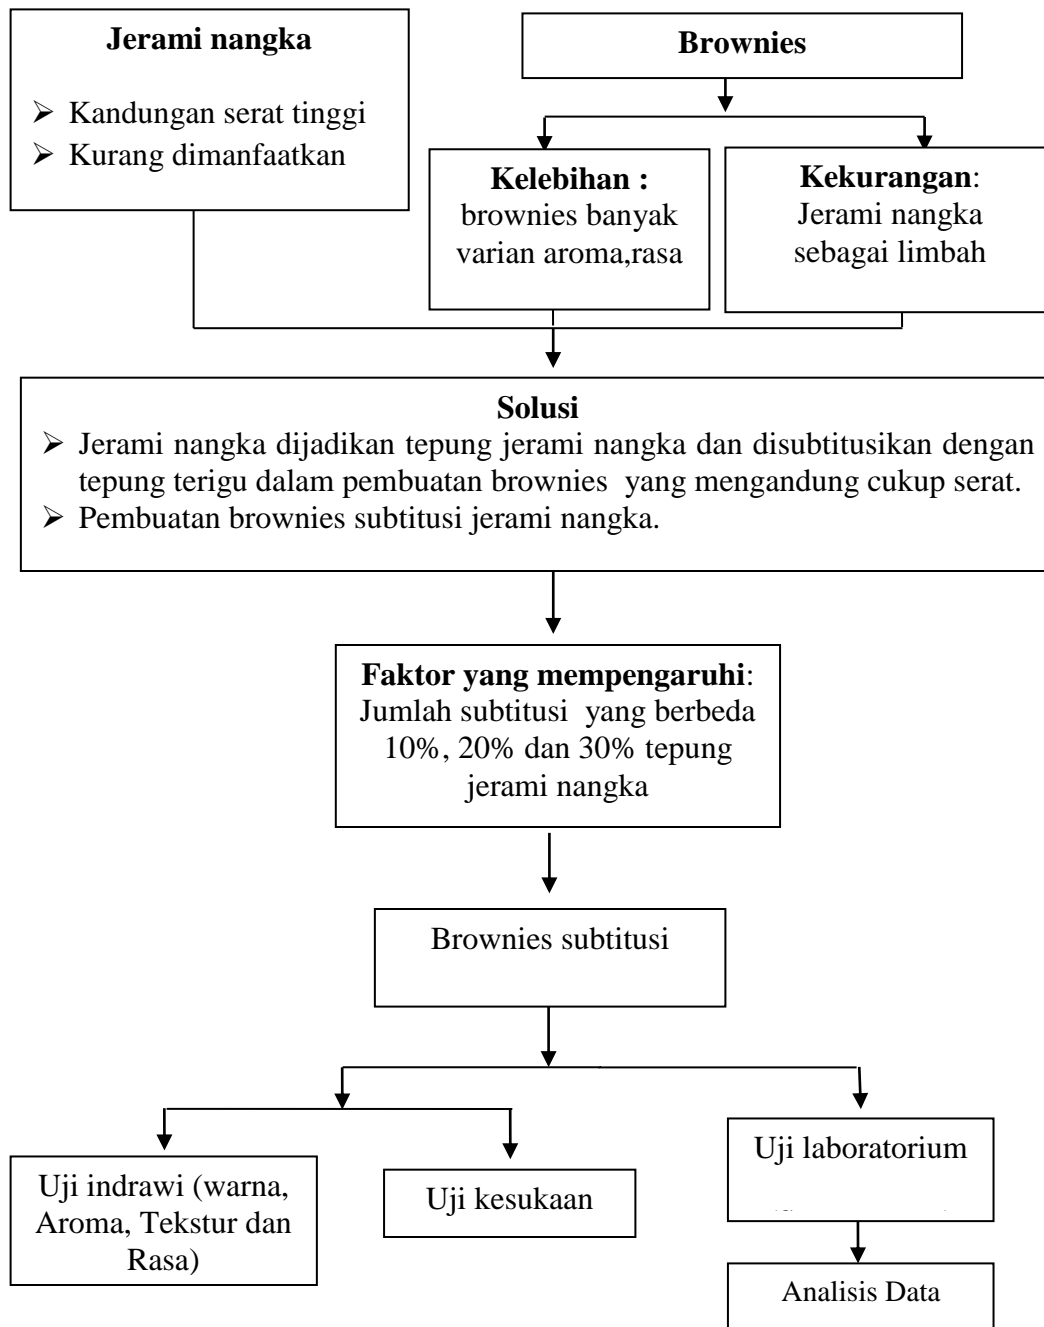 Jerami nangka
➢ Kandungan serat tinggi
➢ Kurang dimanfaatkan
Brownies
Kelebihan :
brownies banyak
varian aroma,rasa
Kekurangan:
Jerami nangka
sebagai limbah
Solusi
➢ Jerami nangka dijadikan tepung jerami nangka dan disubtitusikan dengan
tepung terigu dalam pembuatan brownies yang mengandung cukup serat.
➢ Pembuatan brownies subtitusi jerami nangka.
Faktor yang mempengaruhi:
Jumlah subtitusi yang berbeda
10%, 20% dan 30% tepung
jerami nangka
Brownies subtitusi
Uji indrawi (warna,
Aroma, Tekstur dan
Rasa)
Uji kesukaan
Uji laboratorium
Analisis Data